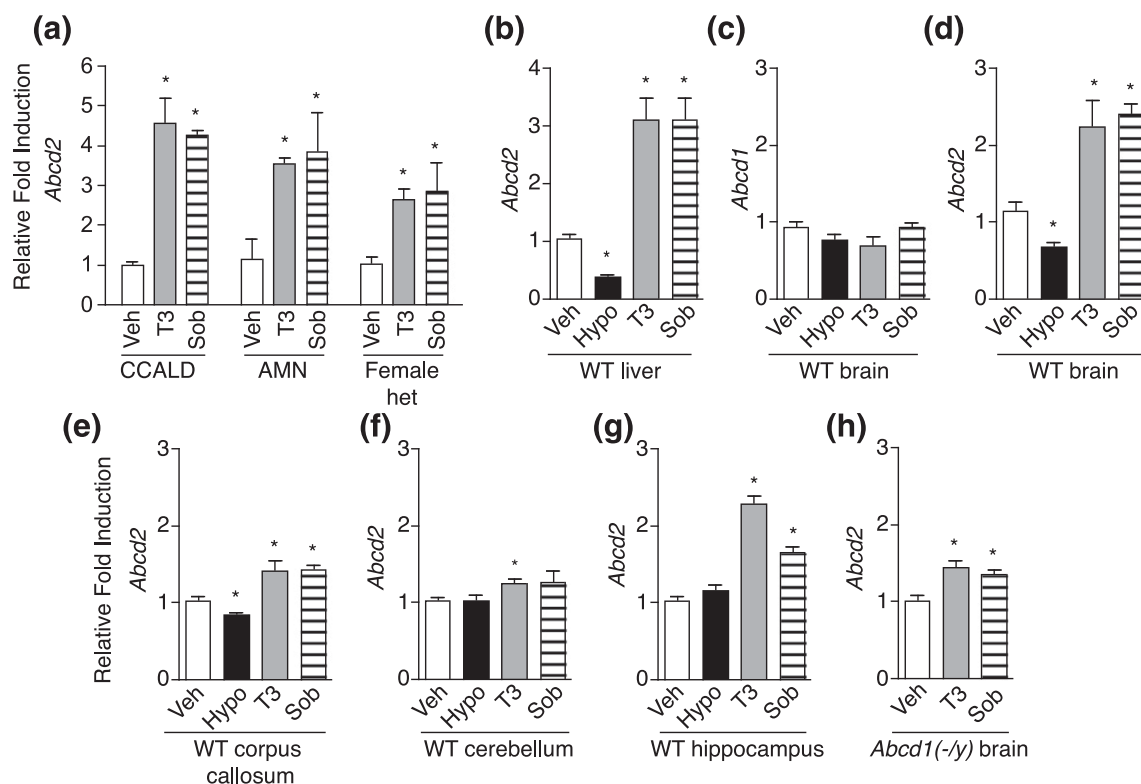 (a)
Relative Fold Induction
Abcd2
6
5
4
3
2
1
0
* * * * * *
Veh T3 Sob Veh T3 Sob Veh T3 Sob
CCALD AMN Female
het
(b)
Abcd2
4
3
2
1
0
* * *
Veh Hypo T3 Sob
WT liver
(c)
Abcd1
3
2
1
0
Veh Hypo T3 Sob
WT brain
(d)
Abcd2
3
2
1
0
* * *
Veh Hypo T3 Sob
WT brain
(e)
Relative Fold Induction
Abcd2
3
2
1
0
* * *
Veh Hypo T3 Sob
WT corpus
callosum
(f)
Abcd2
3
2
1
0
*
Veh Hypo T3 Sob
WT cerebellum
(g)
Abcd2
3
2
1
0
* *
Veh Hypo T3 Sob
WT hippocampus
(h)
Abcd2
3
2
1
0
* *
Veh T3 Sob
Abcd1(-/y) brain